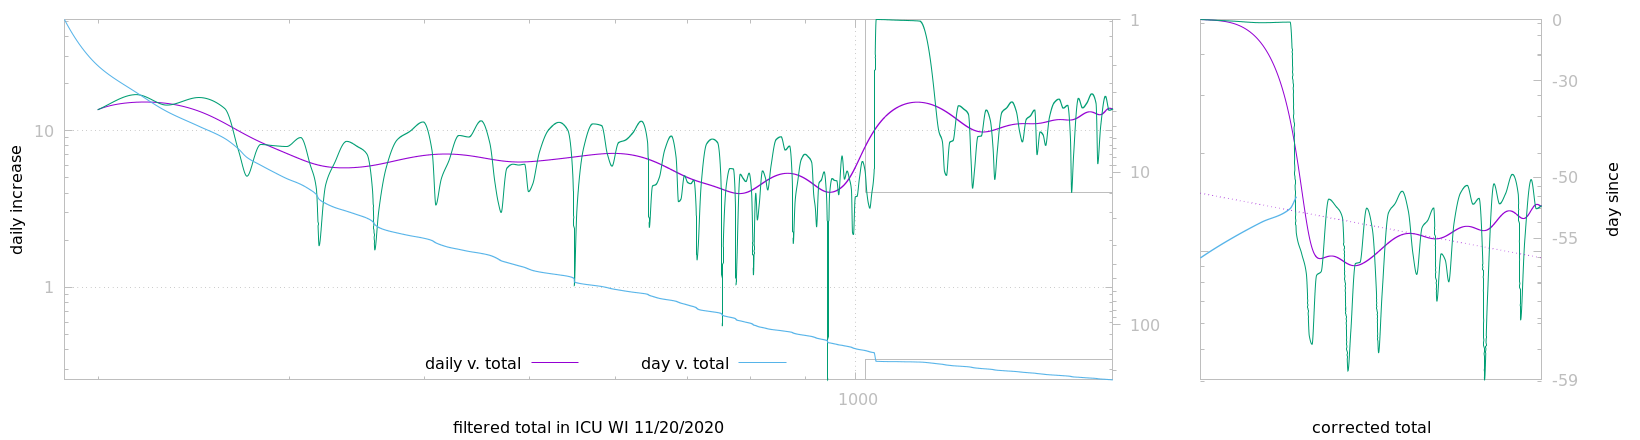 daily increase
10
1
daily v. total
day v. total
1000
filtered total in ICU WI 11/20/2020
1
10
100
0
-30
-50
-55
-59
day since
corrected total